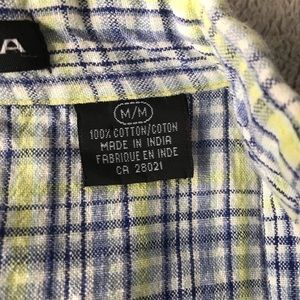 A
M/M
100% COTTON/COTON
MADE IN INDIA
FABRIQUE EN INDE
CA 28021